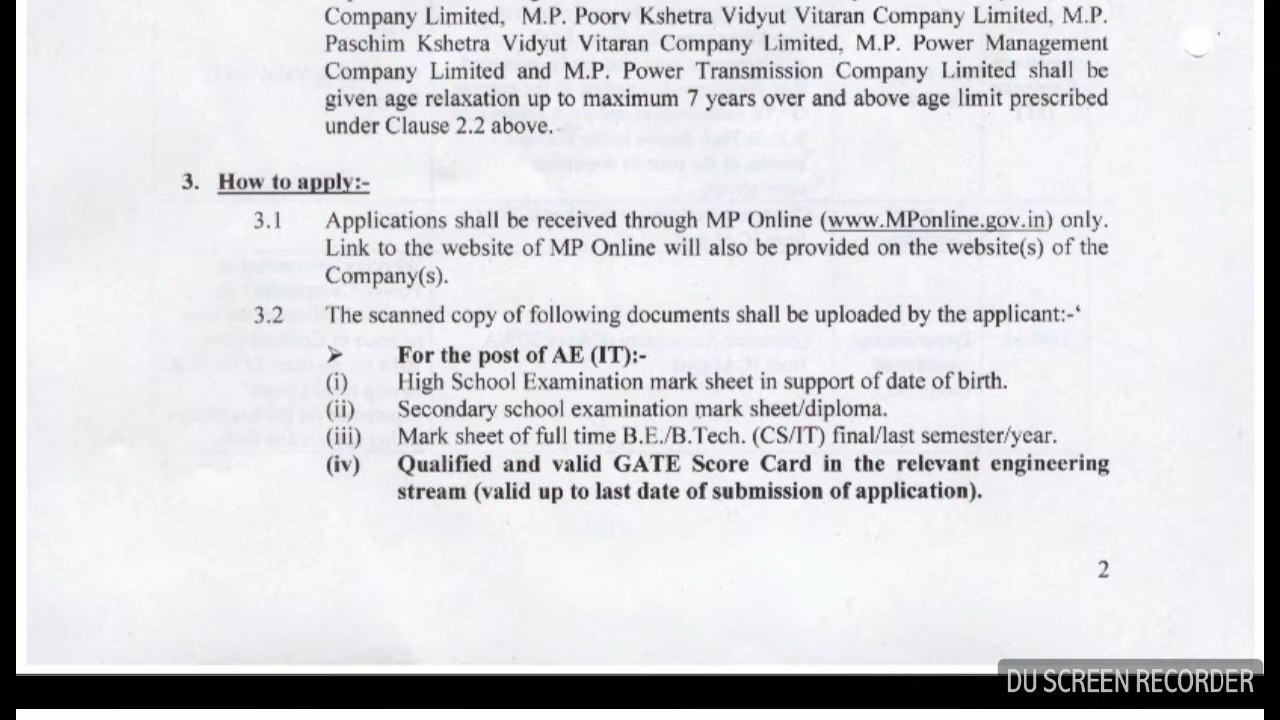 Company Limited, M.P. Poorv Kshetra Vidyut Vitaran Company Limited, M.P.
Paschim Kshetra Vidyut Vitaran Company Limited, M.P. Power Management
Company Limited and M.P. Power Transmission Company Limited shall be
given age relaxation up to maximum 7 years over and above age limit prescribed
under Clause 2.2 above.
3. How to apply:-
3.1 Applications shall be received through MP Online (www.MPonline.gov.in) only.
Link to the website of MP Online will also be provided on the website(s) of the
Company(s).
3.2 The scanned copy of following documents shall be uploaded by the applicant:-
➢ For the post of AE (IT):-
(i) High School Examination mark sheet in support of date of birth.
(ii) Secondary school examination mark sheet/diploma.
(iii) Mark sheet of full time B.E./B.Tech. (CS/IT) final/last semester/year.
(iv) Qualified and valid GATE Score Card in the relevant engineering
stream (valid up to last date of submission of application).
2
DU SCREEN RECORDER